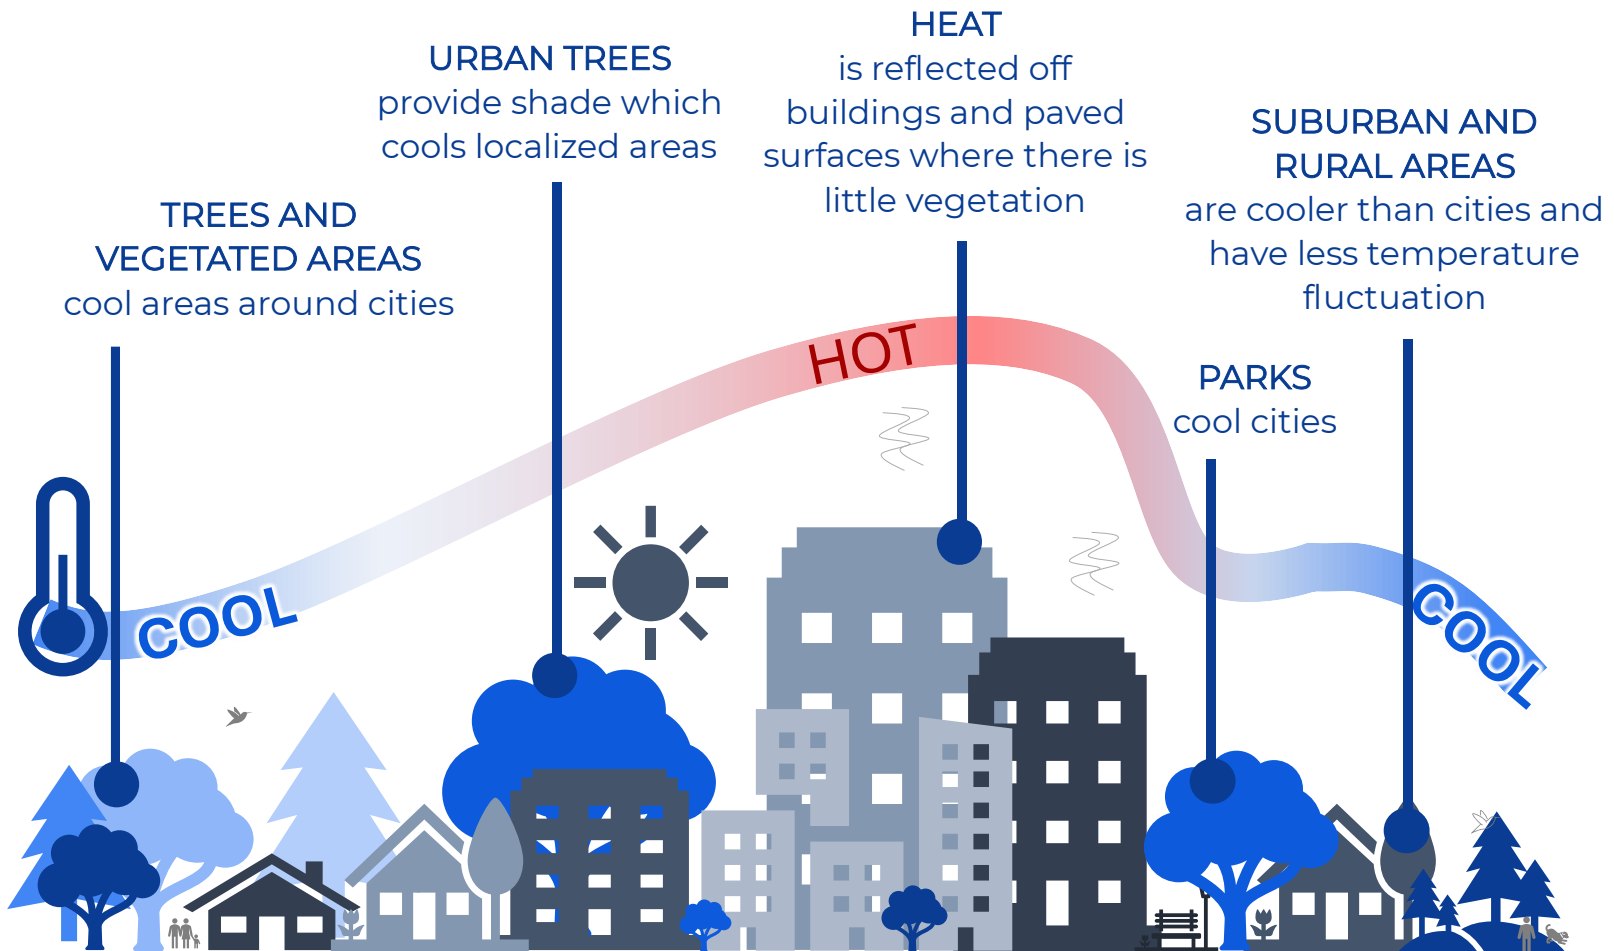 TREES AND
VEGETATED AREAS
cool areas around cities
URBAN TREES
provide shade which
cools localized areas
HEAT
is reflected off
buildings and paved
surfaces where there is
little vegetation
PARKS
cool cities
SUBURBAN AND
RURAL AREAS
are cooler than cities and
have less temperature
fluctuation
COOL
HOT
COOL